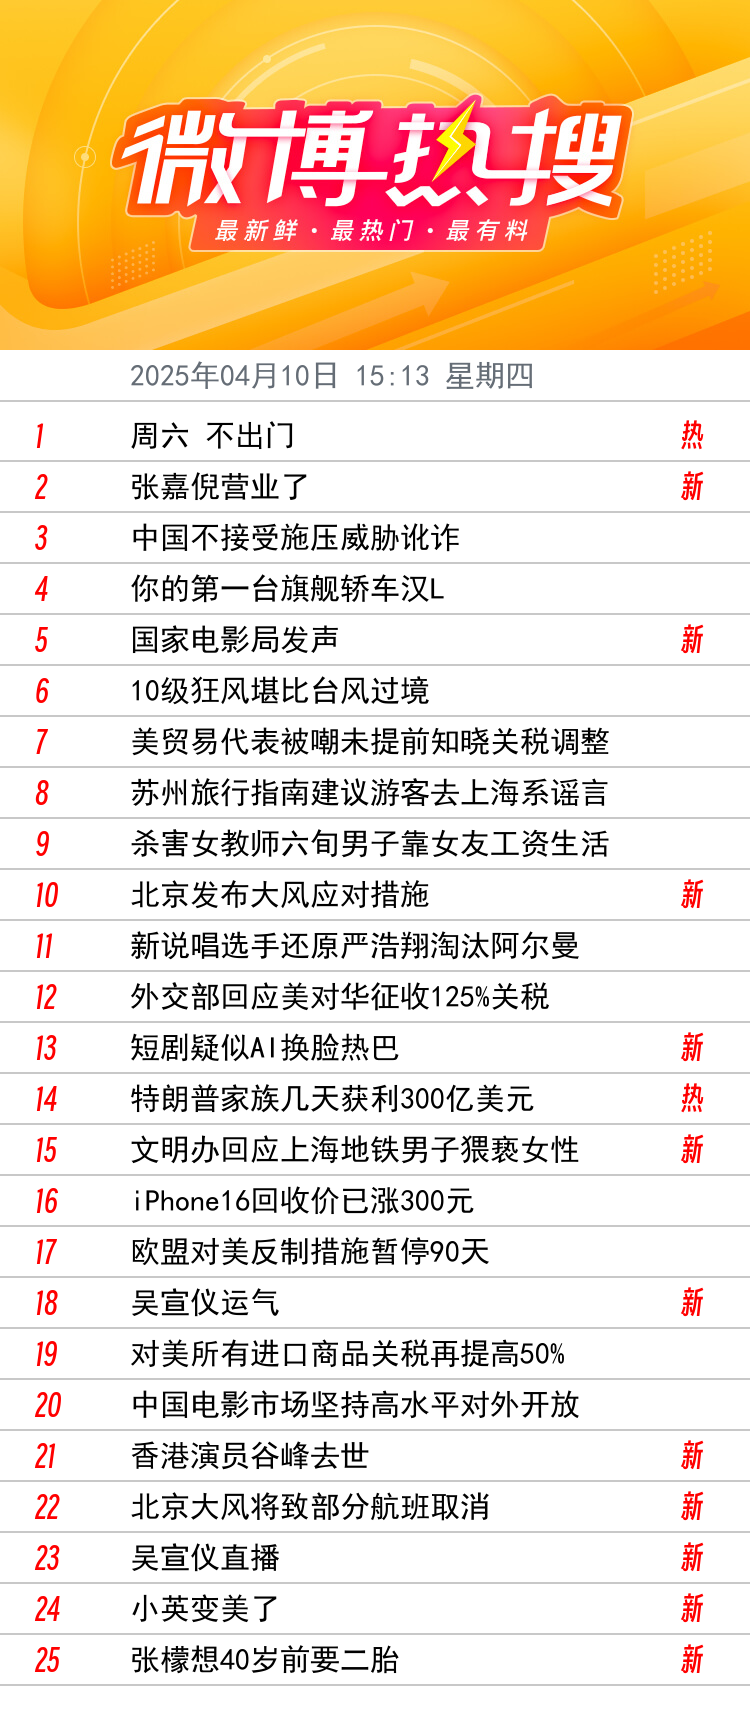 微博热搜
最新鲜·最热门·最有料
2025年04月10日 15:13 星期四
1 周六 不出门 热
2 张嘉倪营业了 新
3 中国不接受施压威胁讹诈
4 你的第一台旗舰轿车汉L
5 国家电影局发声 新
6 10级狂风堪比台风过境
7 美贸易代表被嘲未提前知晓关税调整
8 苏州旅行指南建议游客去上海系谣言
9 杀害女教师六旬男子靠女友工资生活
10 北京发布大风应对措施 新
11 新说唱选手还原严浩翔淘汰阿尔曼
12 外交部回应美对华征收125%关税
13 短剧疑似AI换脸热巴 新
14 特朗普家族几天获利300亿美元 热
15 文明办回应上海地铁男子猥亵女性 新
16 iPhone16回收价已涨300元
17 欧盟对美反制措施暂停90天
18 吴宣仪运气 新
19 对美所有进口商品关税再提高50%
20 中国电影市场坚持高水平对外开放
21 香港演员谷峰去世 新
22 北京大风将致部分航班取消 新
23 吴宣仪直播 新
24 小英变美了 新
25 张檬想40岁前要二胎 新